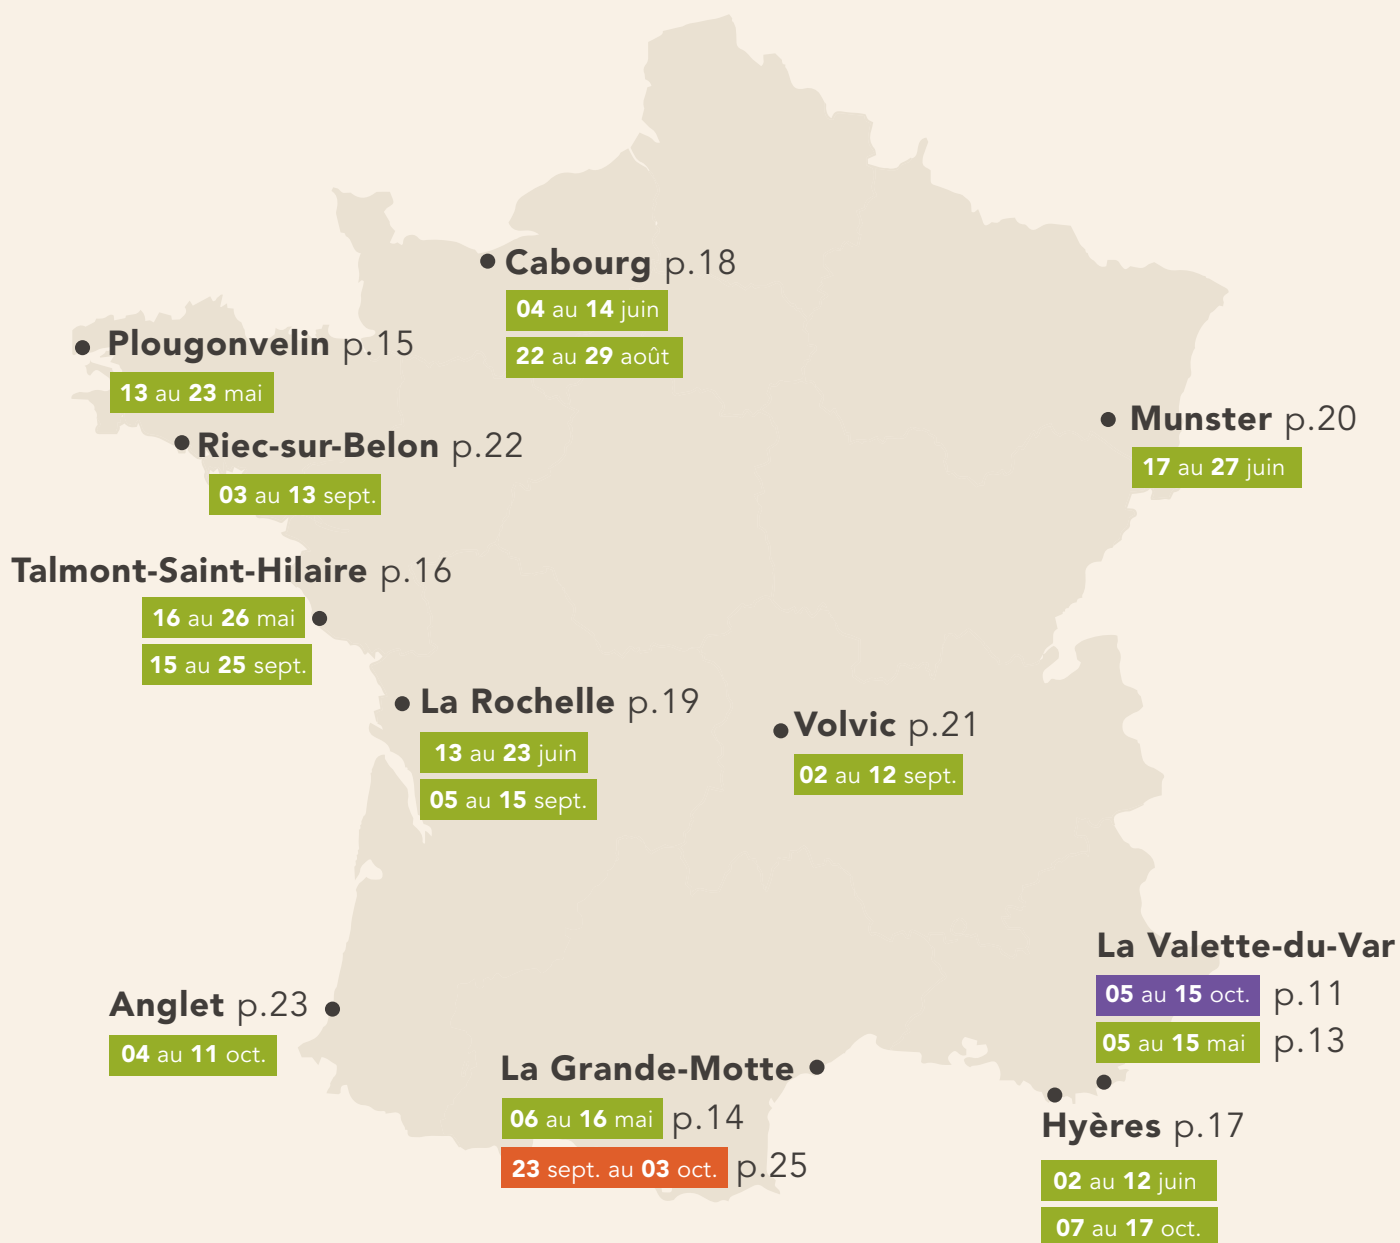 Cabourg p.18
04 au 14 juin
22 au 29 août
Plougonvelin p.15
13 au 23 mai
Munster p.20
17 au 27 juin
Riec-sur-Belon p.22
03 au 13 sept.
Talmont-Saint-Hilaire p.16
16 au 26 mai
15 au 25 sept.
La Rochelle p.19
13 au 23 juin
05 au 15 sept.
Volvic p.21
02 au 12 sept.
La Valette-du-Var
05 au 15 oct. p.11
05 au 15 mai p.13
Anglet p.23
04 au 11 oct.
La Grande-Motte
06 au 16 mai p.14
23 sept. au 03 oct. p.25
Hyères p.17
02 au 12 juin
07 au 17 oct.